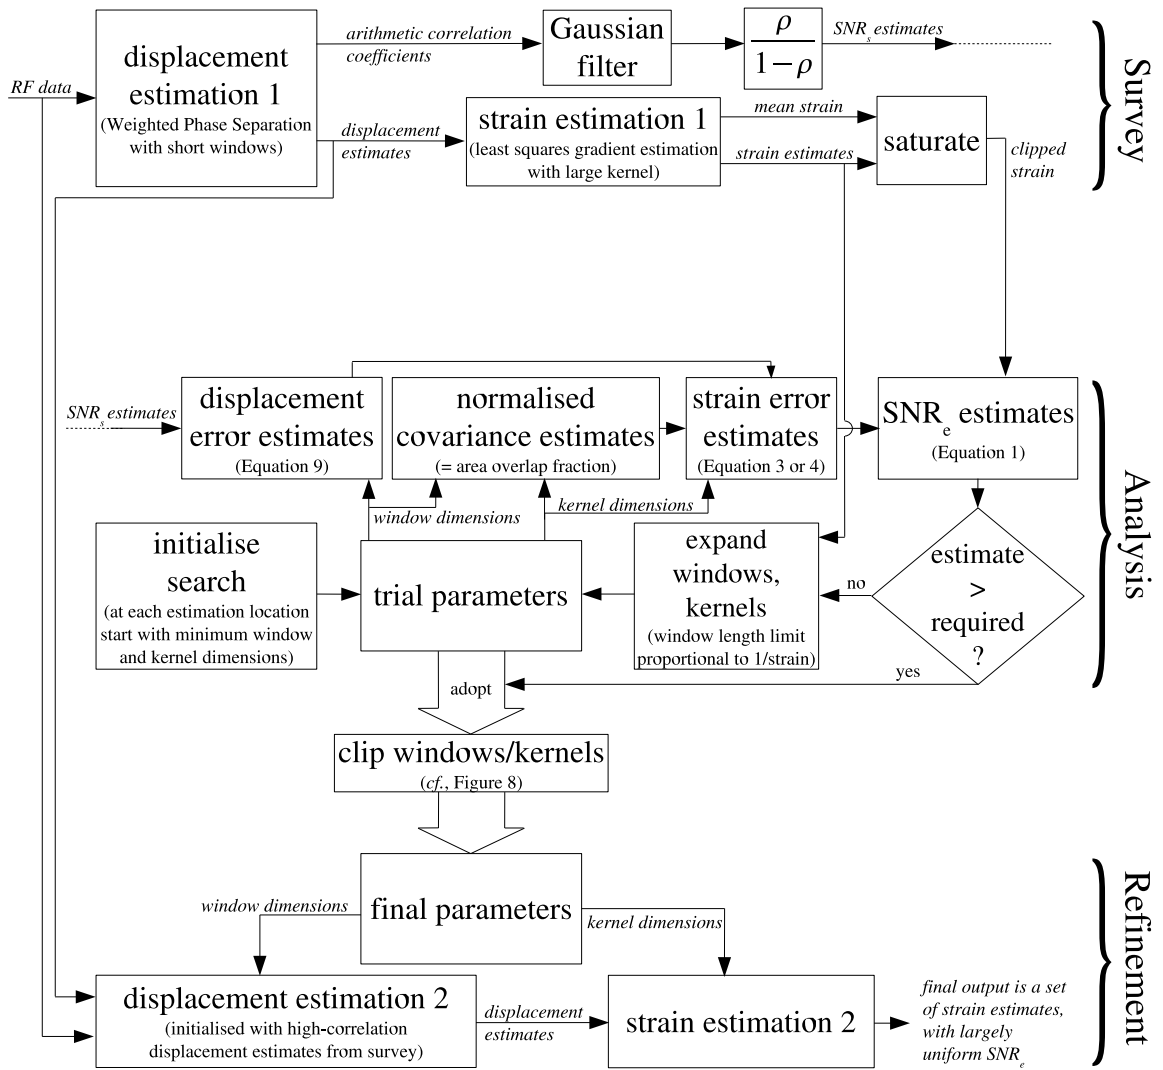 RF data
displacement
estimation 1
(Weighted Phase Separation
with short windows)
arithmetic correlation
coefficients
Gaussian
filter
ρ
1−ρ
SNRs estimates
displacement
estimates
strain estimation 1
(least squares gradient estimation
with large kernel)
mean strain
strain estimates
saturate
clipped
strain
Survey
SNRs estimates
displacement
error estimates
(Equation 9)
normalised
covariance estimates
(= area overlap fraction)
strain error
estimates
(Equation 3 or 4)
SNRe estimates
(Equation 1)
window dimensions
kernel dimensions
initialise
search
(at each estimation location
start with minimum window
and kernel dimensions)
trial parameters
expand
windows,
kernels
(window length limit
proportional to 1/strain)
no
estimate
>
required
?
yes
adopt
Analysis
clip windows/kernels
(cf., Figure 8)
final parameters
window dimensions
kernel dimensions
displacement estimation 2
(initialised with high-correlation
displacement estimates from survey)
displacement
estimates
strain estimation 2
final output is a set
of strain estimates,
with largely
uniform SNRe
Refinement